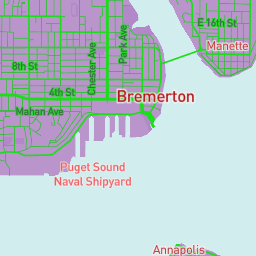 E 16th St
Manette
Park Ave
Chester Ave
8th St
4th St
Bremerton
Mahan Ave
Puget Sound
Naval Shipyard
Annapolis